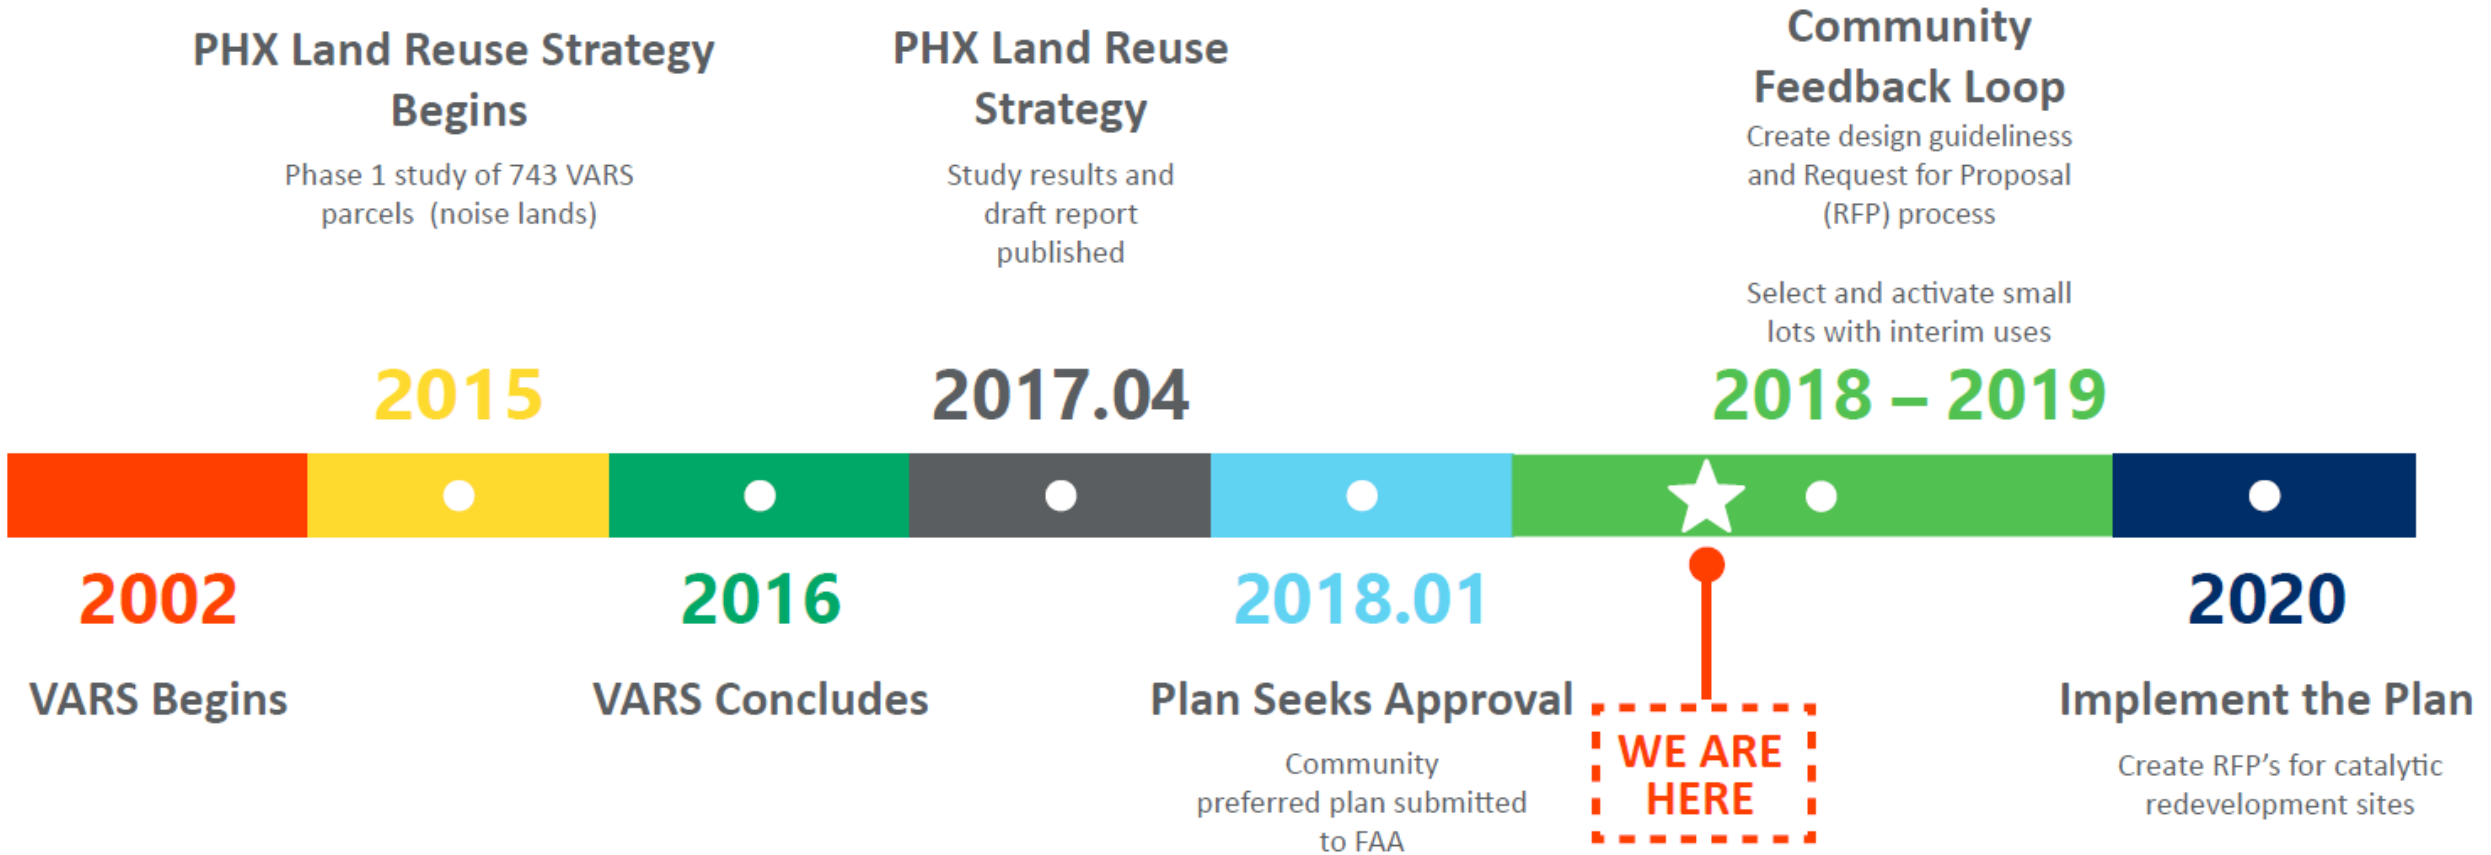 PHX Land Reuse Strategy
Begins
Phase 1 study of 743 VARS
parcels (noise lands)
2015
PHX Land Reuse
Strategy
Study results and
draft report
published
2017.04
Community
Feedback Loop
Create design guideliness
and Request for Proposal
(RFP) process
Select and activate small
lots with interim uses
2018 – 2019
2002
VARS Begins
2016
VARS Concludes
2018.01
Plan Seeks Approval
Community
preferred plan submitted
to FAA
WE ARE
HERE
2020
Implement the Plan
Create RFP's for catalytic
redevelopment sites